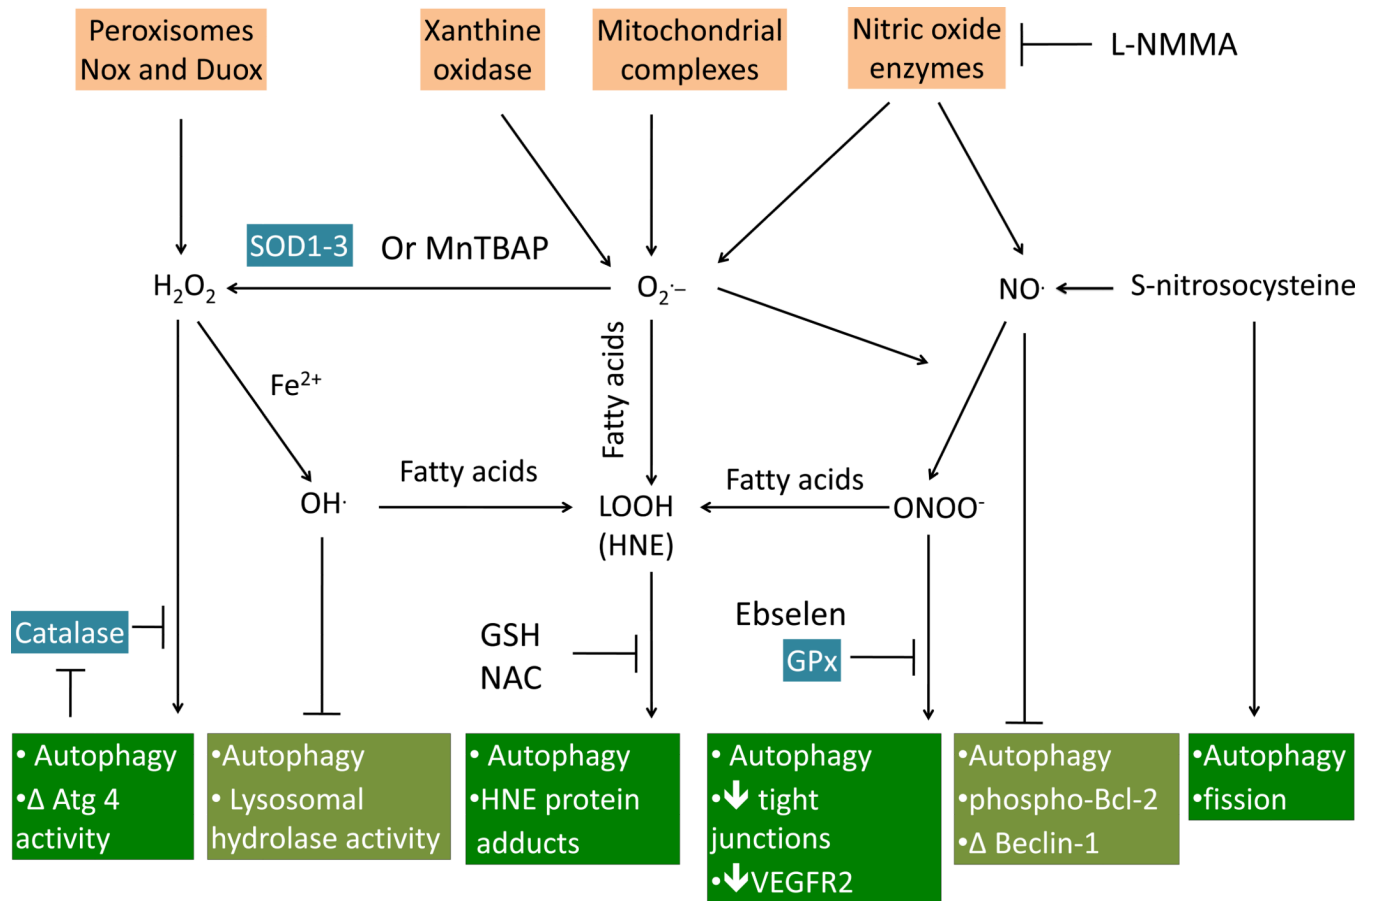 Peroxisomes
Nox and Duox
Xanthine
oxidase
Mitochondrial
complexes
Nitric oxide
enzymes
L-NMMA
SOD1-3
Or MnTBAP
H₂O₂
O₂·–
NO·
S-nitrosocysteine
Fatty acids
Fe²⁺
OH·
Fatty acids
LOOH
(HNE)
Fatty acids
ONOO⁻
Catalase
GSH
NAC
Ebselen
GPx
• Autophagy
•Δ Atg 4
activity
•Autophagy
• Lysosomal
hydrolase activity
• Autophagy
•HNE protein
adducts
• Autophagy
•🡇 tight
junctions
•🡇VEGFR2
•Autophagy
•phospho-Bcl-2
•Δ Beclin-1
•Autophagy
•fission